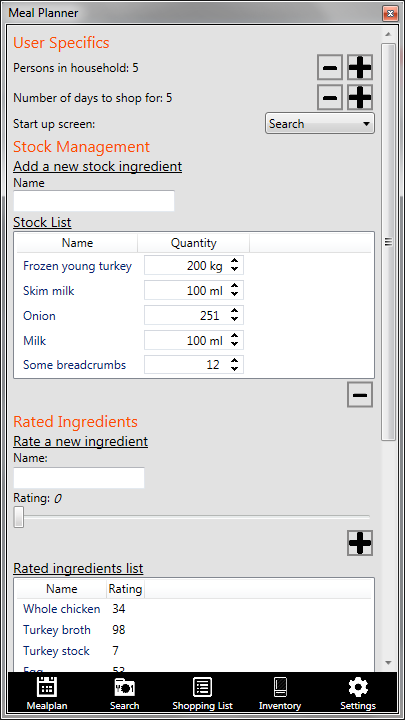 Meal Planner
User Specifics
Persons in household: 5
Number of days to shop for: 5
Start up screen: Search
Stock Management
Add a new stock ingredient
Name
Stock List
Name Quantity
Frozen young turkey 200 kg
Skim milk 100 ml
Onion 251
Milk 100 ml
Some breadcrumbs 12
Rated Ingredients
Rate a new ingredient
Name:
Rating: 0
Rated ingredients list
Name Rating
Whole chicken 34
Turkey broth 98
Turkey stock 7
Mealplan Search Shopping List Inventory Settings